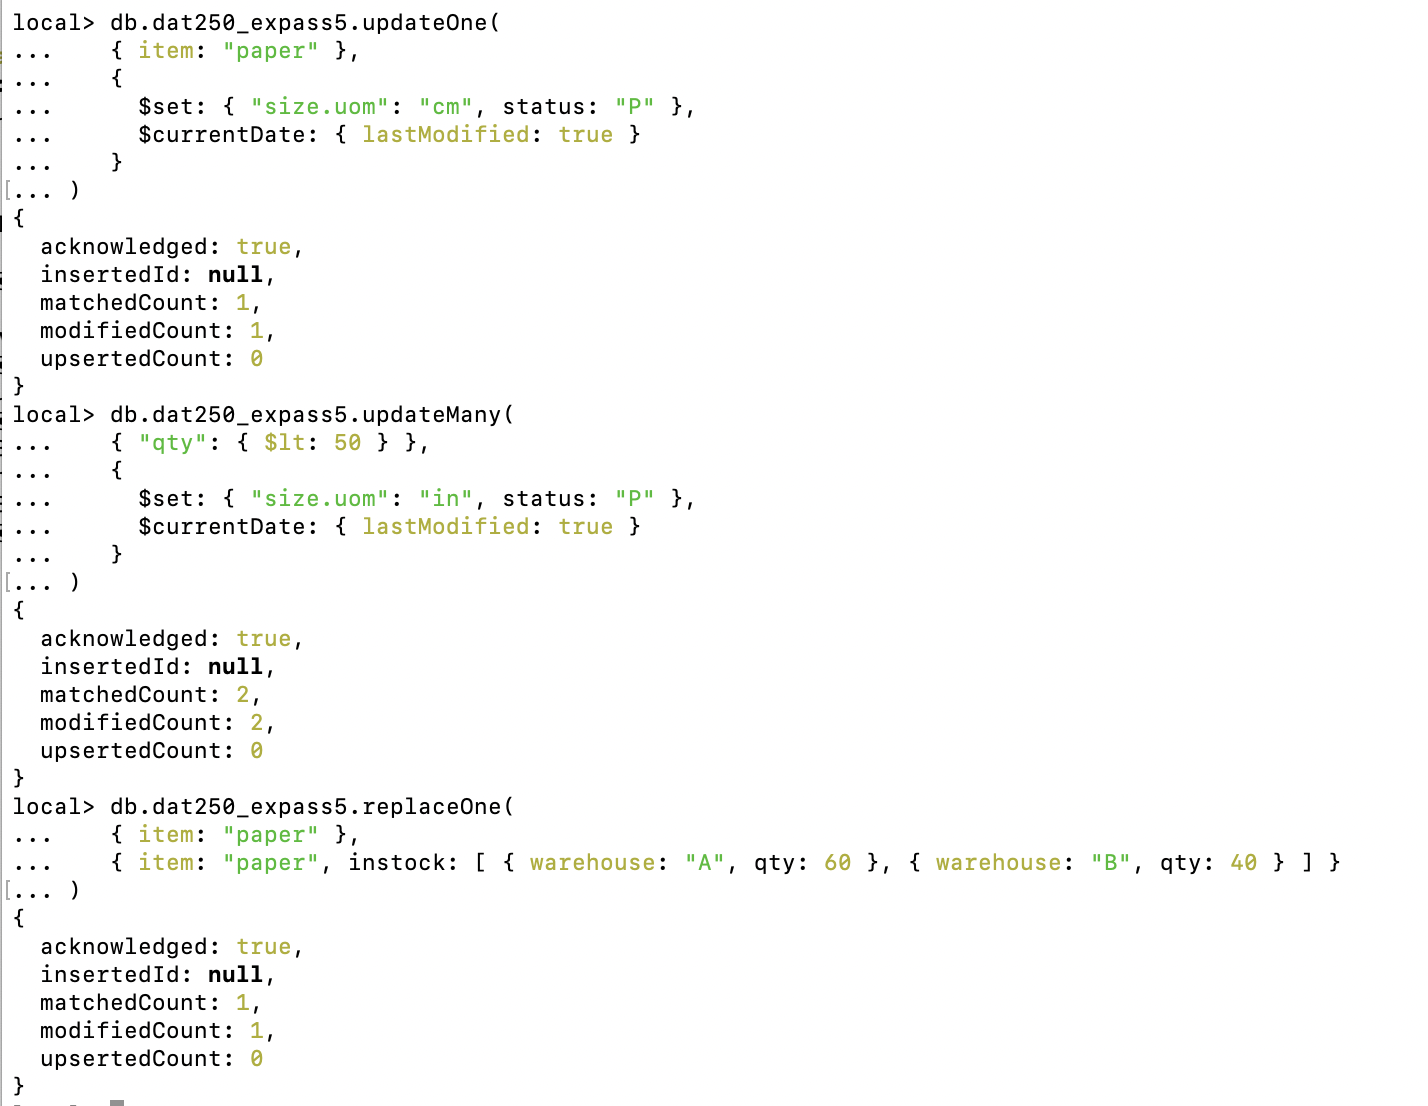 local> db.dat250_expass5.updateOne(
...    { item: "paper" },
...    {
...      $set: { "size.uom": "cm", status: "P" },
...      $currentDate: { lastModified: true }
...    }
[... )
{
  acknowledged: true,
  insertedId: null,
  matchedCount: 1,
  modifiedCount: 1,
  upsertedCount: 0
}
local> db.dat250_expass5.updateMany(
...    { "qty": { $lt: 50 } },
...    {
...      $set: { "size.uom": "in", status: "P" },
...      $currentDate: { lastModified: true }
...    }
[... )
{
  acknowledged: true,
  insertedId: null,
  matchedCount: 2,
  modifiedCount: 2,
  upsertedCount: 0
}
local> db.dat250_expass5.replaceOne(
...    { item: "paper" },
...    { item: "paper", instock: [ { warehouse: "A", qty: 60 }, { warehouse: "B", qty: 40 } ] }
[... )
{
  acknowledged: true,
  insertedId: null,
  matchedCount: 1,
  modifiedCount: 1,
  upsertedCount: 0
}